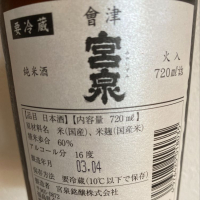 要冷蔵
會津
宮泉
純米酒
火入
720㎖詰
【品目 日本酒】【内容量 720㎖】
原材料名 米(国産)、米麹(国産米)
精米歩合 60%
アルコール分 16度
製造年月 03.04
保存方法 要冷蔵(10℃以下で保存)
宮泉銘醸株式会社